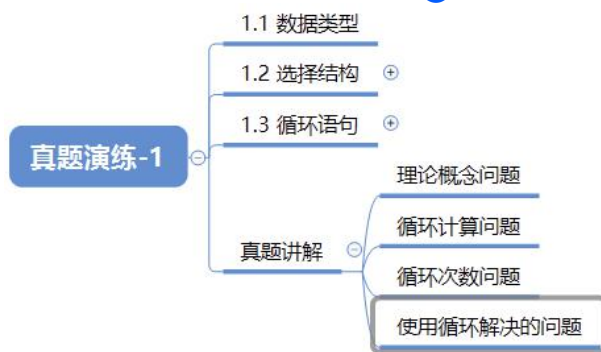 1.1 数据类型
1.2 选择结构
1.3 循环语句
真题演练-1
理论概念问题
循环计算问题
真题讲解
循环次数问题
使用循环解决的问题